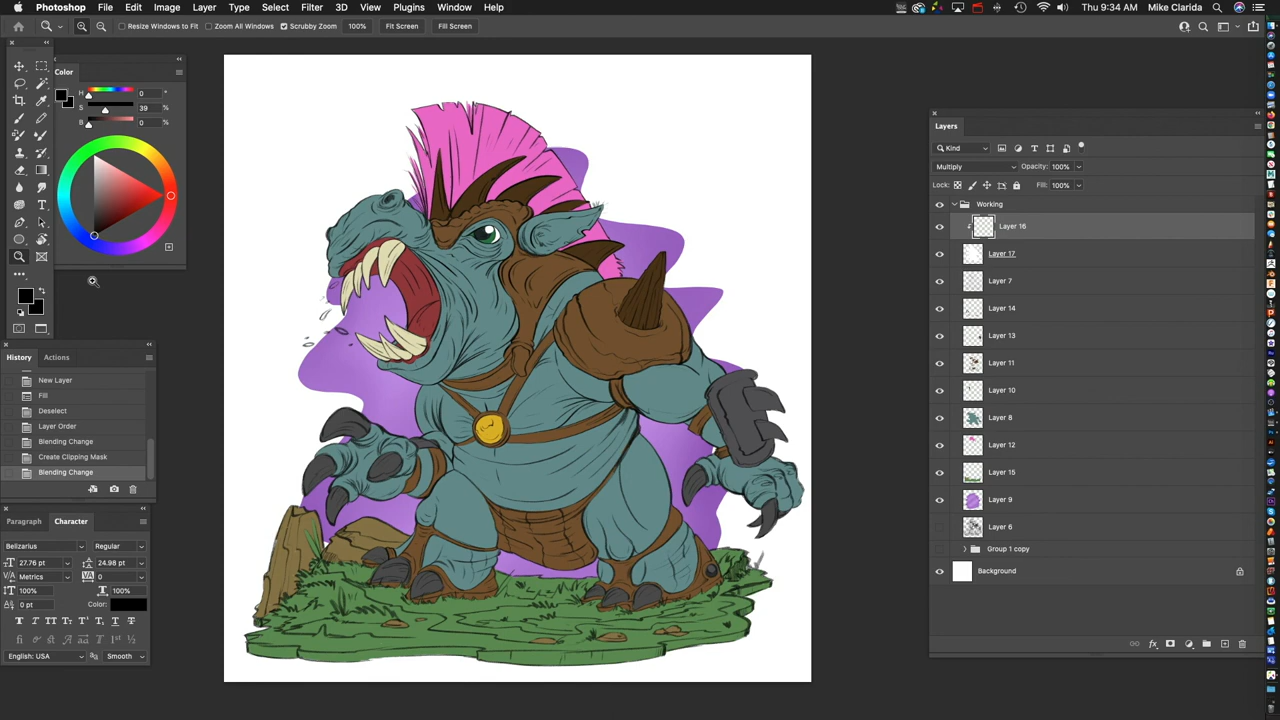 Photoshop File Edit Image Layer Type Select Filter 3D View Plugins Window Help Thu 9:34 AM Mike Clarida
Resize Windows to Fit Zoom All Windows Scrubby Zoom 100% Fit Screen Fill Screen
Color
H 0 °
S 39 %
B 0 %
History Actions
New Layer
Fill
Deselect
Layer Order
Blending Change
Create Clipping Mask
Blending Change
Paragraph Character
Belizarius Regular
27.76 pt 24.98 pt
Metrics 0
100% 100%
0 pt Color:
English: USA Smooth
Layers
Kind
Multiply Opacity: 100%
Lock: Fill: 100%
Working
Layer 16
Layer 17
Layer 7
Layer 14
Layer 13
Layer 11
Layer 10
Layer 8
Layer 12
Layer 15
Layer 9
Layer 6
Group 1 copy
Background